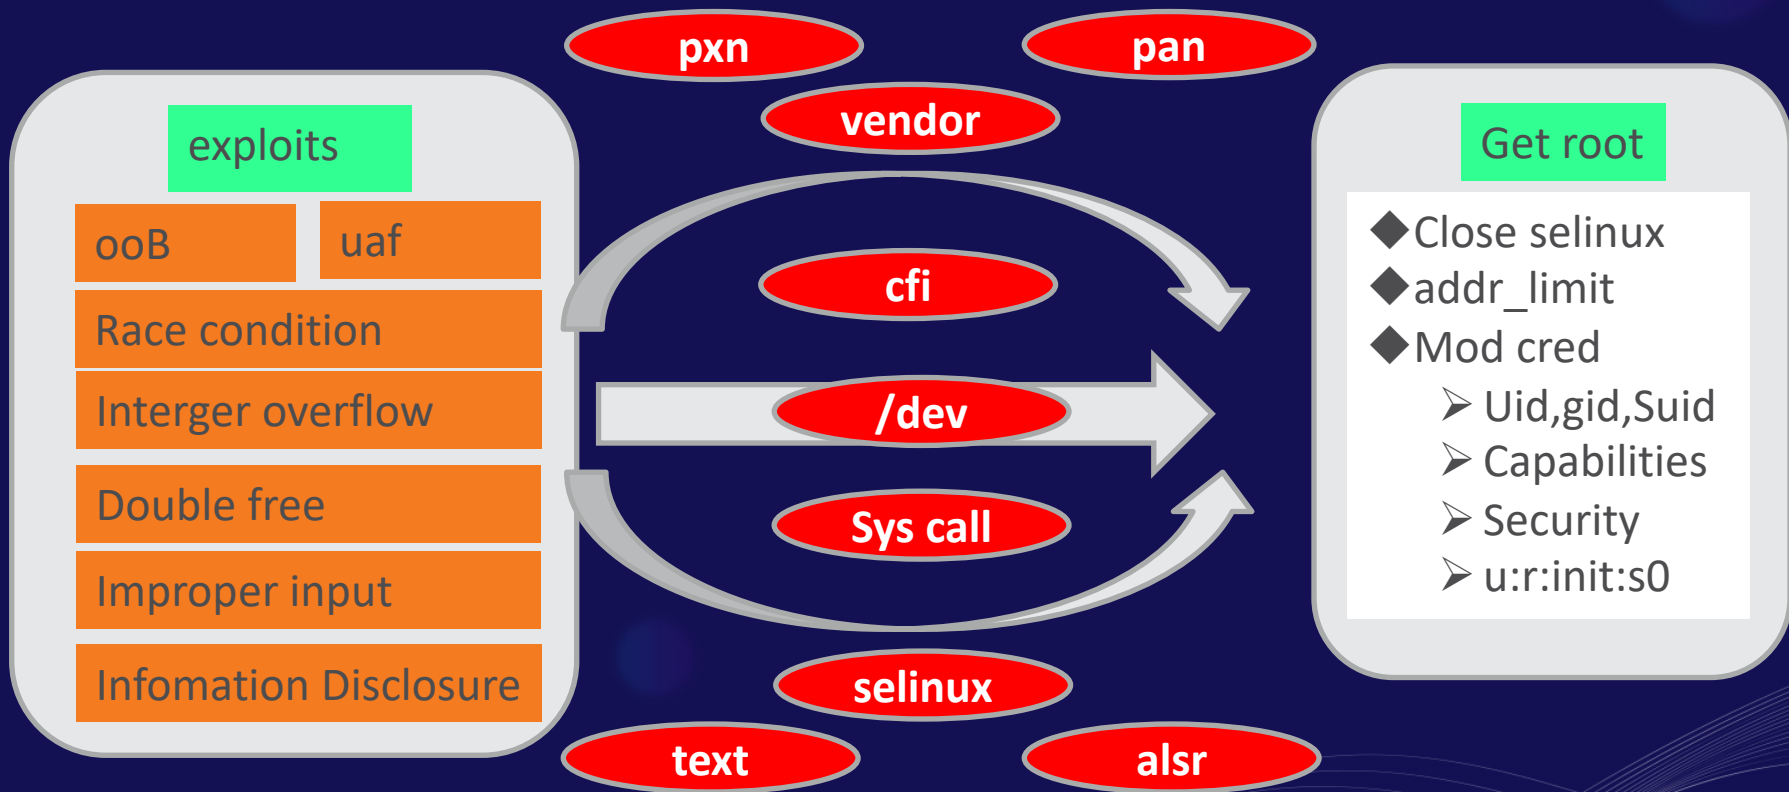 exploits
ooB
uaf
Race condition
Interger overflow
Double free
Improper input
Infomation Disclosure
pxn
pan
vendor
cfi
/dev
Sys call
selinux
text
alsr
Get root
Close selinux
addr_limit
Mod cred
Uid,gid,Suid
Capabilities
Security
u:r:init:s0